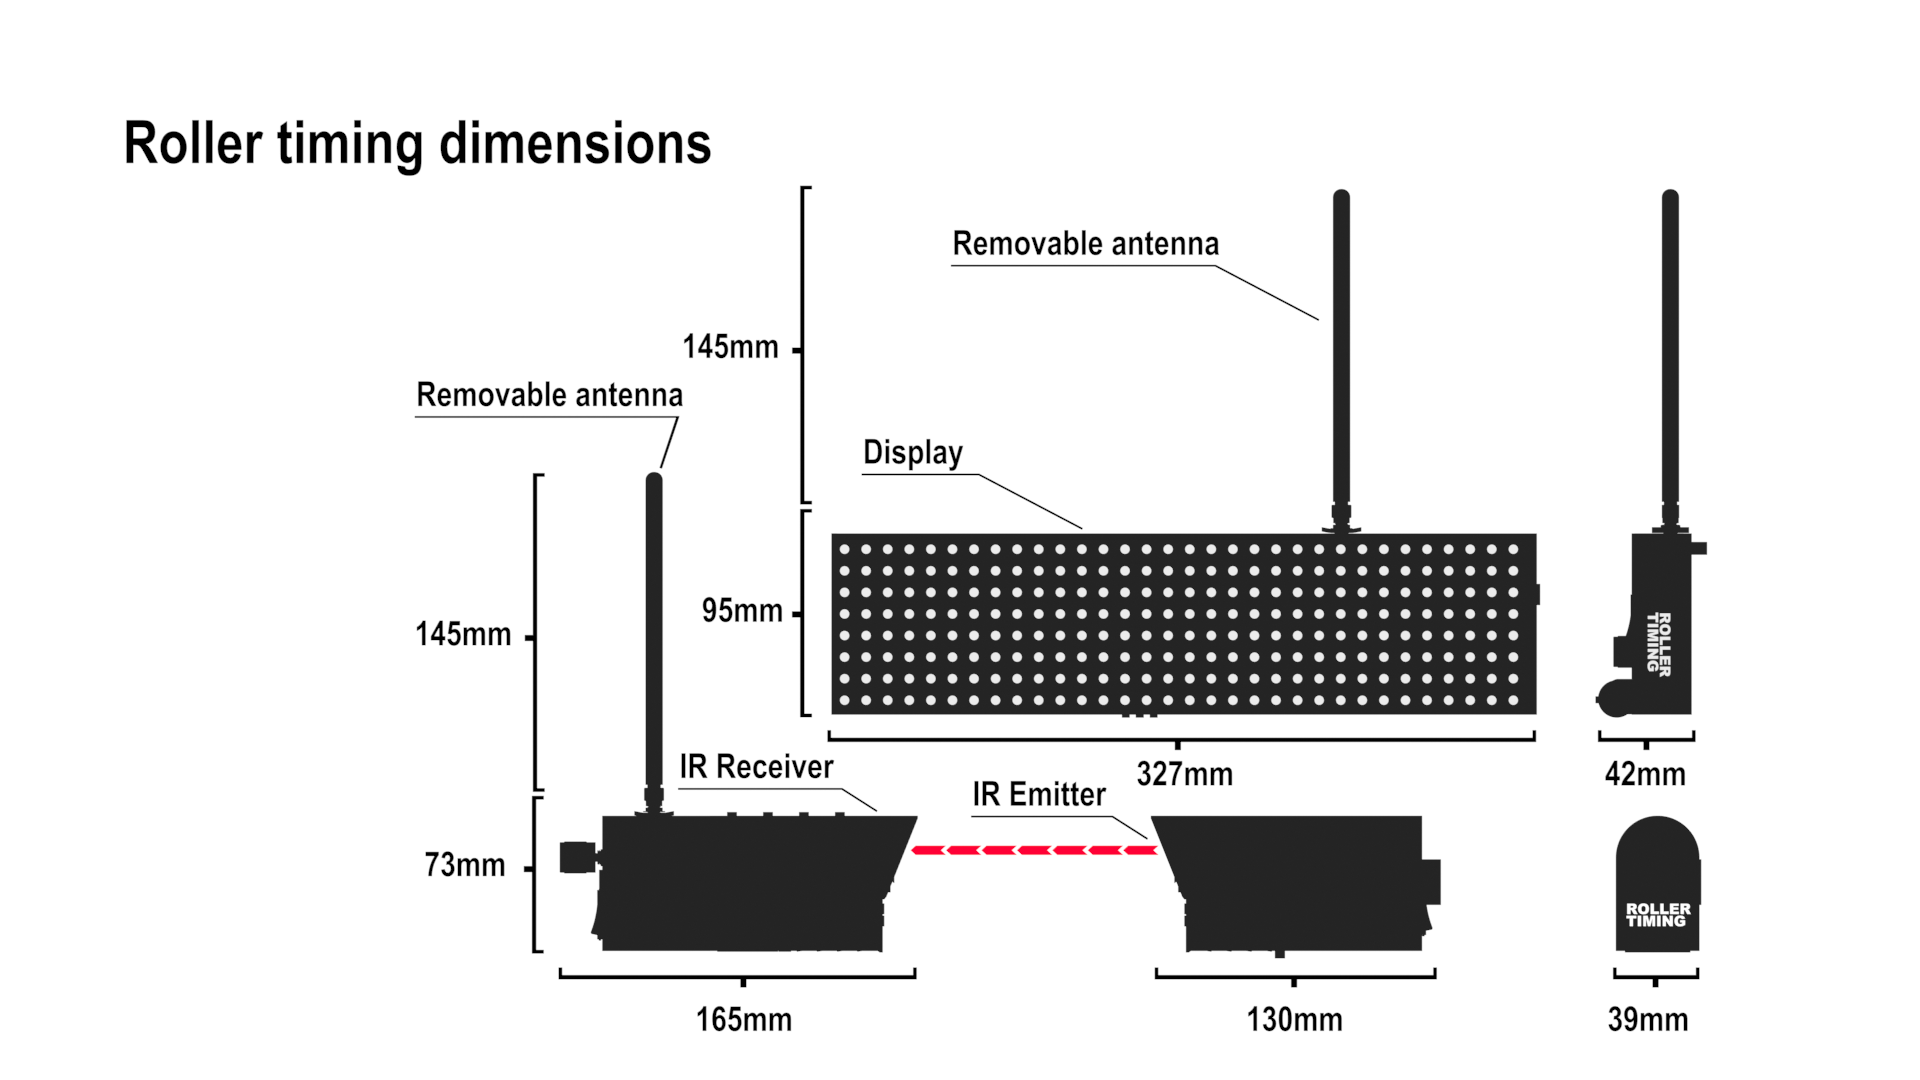 Roller timing dimensions
Removable antenna
145mm
Removable antenna
Display
95mm
145mm
ROLLER
TIMING
IR Receiver
327mm
42mm
IR Emitter
73mm
ROLLER
TIMING
165mm
130mm
39mm